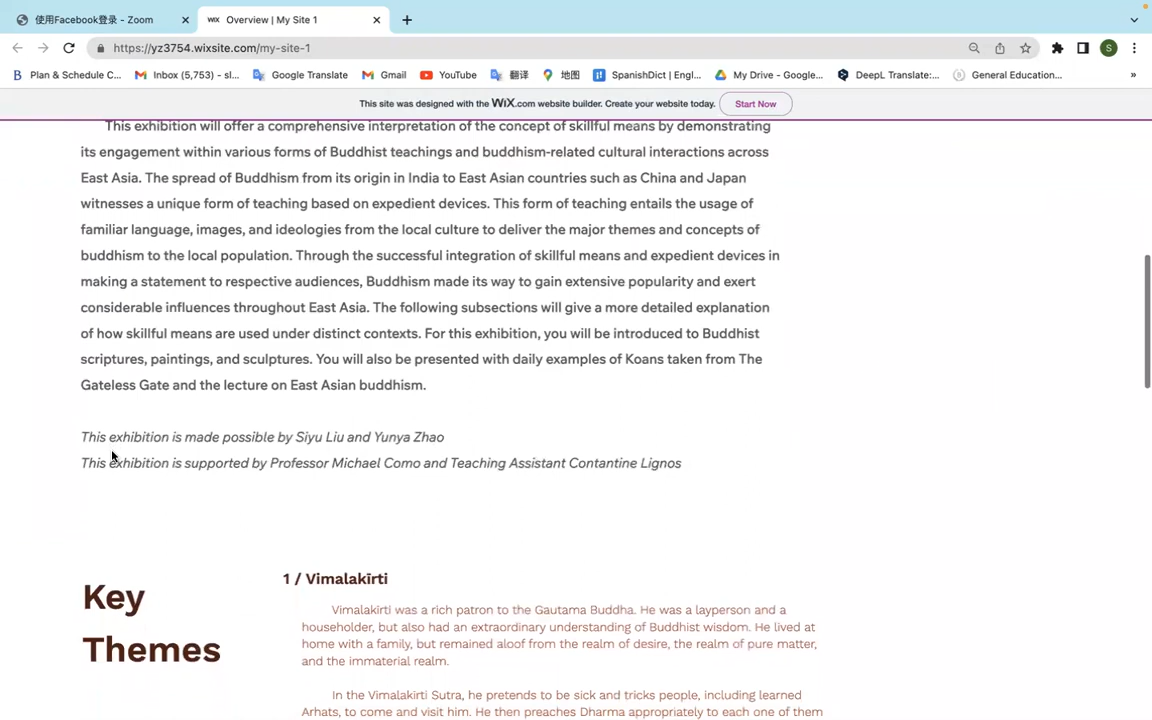 使用Facebook登录 - Zoom
WiX Overview | My Site 1
https://yz3754.wixsite.com/my-site-1
S
B Plan & Schedule C...
Inbox (5,753) - sl...
Google Translate
Gmail
YouTube
翻译
地图
SpanishDict | Engl...
My Drive - Google...
DeepL Translate:...
General Education...
»
This site was designed with the WiX.com website builder. Create your website today.
Start Now
This exhibition will offer a comprehensive interpretation of the concept of skillful means by demonstrating
its engagement within various forms of Buddhist teachings and buddhism-related cultural interactions across
East Asia. The spread of Buddhism from its origin in India to East Asian countries such as China and Japan
witnesses a unique form of teaching based on expedient devices. This form of teaching entails the usage of
familiar language, images, and ideologies from the local culture to deliver the major themes and concepts of
buddhism to the local population. Through the successful integration of skillful means and expedient devices in
making a statement to respective audiences, Buddhism made its way to gain extensive popularity and exert
considerable influences throughout East Asia. The following subsections will give a more detailed explanation
of how skillful means are used under distinct contexts. For this exhibition, you will be introduced to Buddhist
scriptures, paintings, and sculptures. You will also be presented with daily examples of Koans taken from The
Gateless Gate and the lecture on East Asian buddhism.
This exhibition is made possible by Siyu Liu and Yunya Zhao
This exhibition is supported by Professor Michael Como and Teaching Assistant Contantine Lignos
Key
Themes
1 / Vimalakīrti
Vimalakīrti was a rich patron to the Gautama Buddha. He was a layperson and a
householder, but also had an extraordinary understanding of Buddhist wisdom. He lived at
home with a family, but remained aloof from the realm of desire, the realm of pure matter,
and the immaterial realm.
In the Vimalakīrti Sutra, he pretends to be sick and tricks people, including learned
Arhats, to come and visit him. He then preaches Dharma appropriately to each one of them